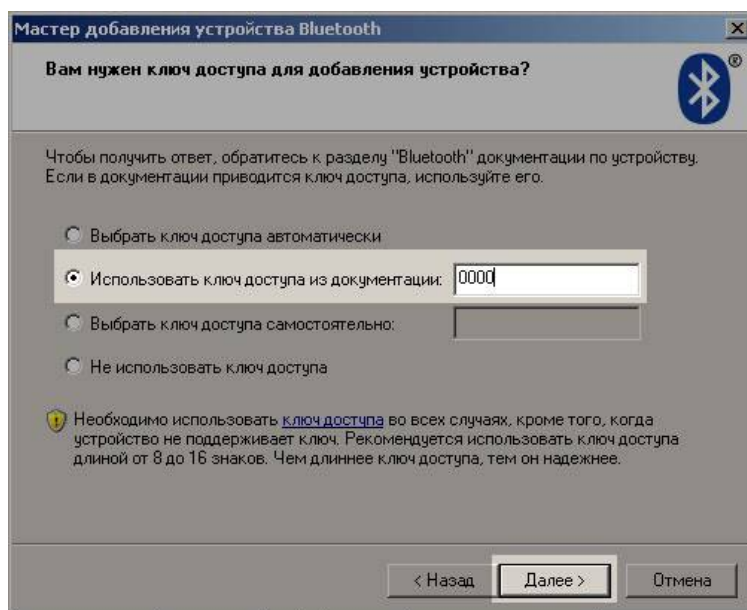 Мастер добавления устройства Bluetooth
Вам нужен ключ доступа для добавления устройства?
®
Чтобы получить ответ, обратитесь к разделу "Bluetooth" документации по устройству.
Если в документации приводится ключ доступа, используйте его.
Выбрать ключ доступа автоматически
Использовать ключ доступа из документации: 0000
Выбрать ключ доступа самостоятельно:
Не использовать ключ доступа
Необходимо использовать ключ доступа во всех случаях, кроме того, когда
устройство не поддерживает ключ. Рекомендуется использовать ключ доступа
длиной от 8 до 16 знаков. Чем длиннее ключ доступа, тем он надежнее.
< Назад Далее > Отмена